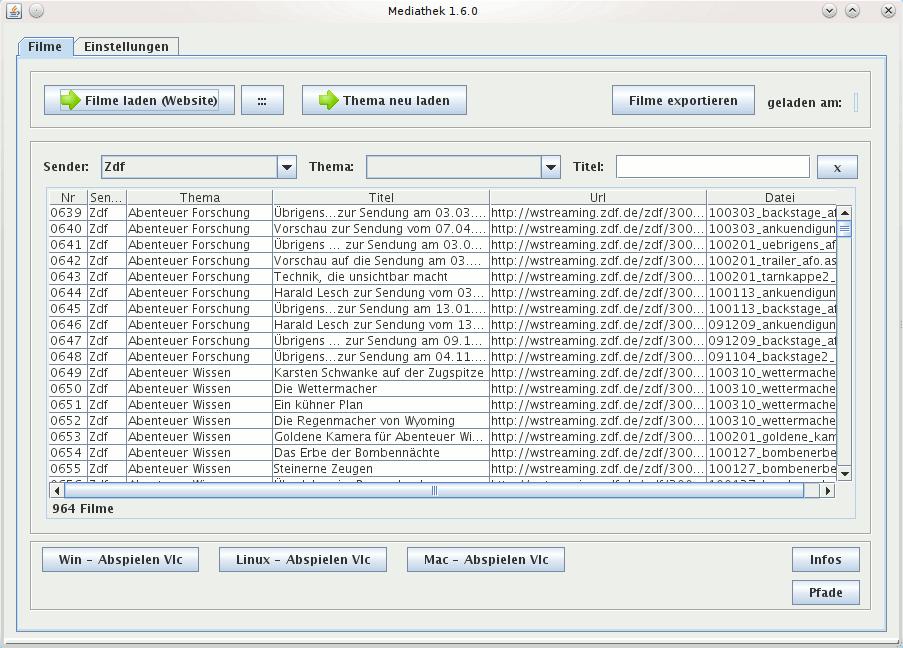 Mediathek 1.6.0
Filme Einstellungen
Filme laden (Website) ::: Thema neu laden Filme exportieren geladen am:
Sender: Zdf Thema: Titel: x
Nr Sen... Thema Titel Url Datei
0639 Zdf Abenteuer Forschung Übrigens...zur Sendung am 03.03.... http://wstreaming.zdf.de/zdf/300... 100303_backstage_af
0640 Zdf Abenteuer Forschung Vorschau zur Sendung vom 07.04.... http://wstreaming.zdf.de/zdf/300... 100303_ankuendigun
0641 Zdf Abenteuer Forschung Übrigens ... zur Sendung am 03.0... http://wstreaming.zdf.de/zdf/300... 100201_uebrigens_af
0642 Zdf Abenteuer Forschung Vorschau auf die Sendung am 03.... http://wstreaming.zdf.de/zdf/300... 100201_trailer_afo.as
0643 Zdf Abenteuer Forschung Technik, die unsichtbar macht http://wstreaming.zdf.de/zdf/300... 100201_tarnkappe2_
0644 Zdf Abenteuer Forschung Harald Lesch zur Sendung vom 03... http://wstreaming.zdf.de/zdf/300... 100113_ankuendigun
0645 Zdf Abenteuer Forschung Übrigens...zur Sendung am 13.01.... http://wstreaming.zdf.de/zdf/300... 100113_backstage_af
0646 Zdf Abenteuer Forschung Harald Lesch zur Sendung vom 13... http://wstreaming.zdf.de/zdf/300... 091209_ankuendigun
0647 Zdf Abenteuer Forschung Übrigens ... zur Sendung am 09.1... http://wstreaming.zdf.de/zdf/300... 091209_backstage_af
0648 Zdf Abenteuer Forschung Übrigens...zur Sendung am 04.11.... http://wstreaming.zdf.de/zdf/300... 091104_backstage2_
0649 Zdf Abenteuer Wissen Karsten Schwanke auf der Zugspitze http://wstreaming.zdf.de/zdf/300... 100310_wettermache
0650 Zdf Abenteuer Wissen Die Wettermacher http://wstreaming.zdf.de/zdf/300... 100310_wettermache
0651 Zdf Abenteuer Wissen Ein kühner Plan http://wstreaming.zdf.de/zdf/300... 100310_wettermache
0652 Zdf Abenteuer Wissen Die Regenmacher von Wyoming http://wstreaming.zdf.de/zdf/300... 100310_wettermache
0653 Zdf Abenteuer Wissen Goldene Kamera für Abenteuer Wi... http://wstreaming.zdf.de/zdf/300... 100201_goldene_kam
0654 Zdf Abenteuer Wissen Das Erbe der Bombennächte http://wstreaming.zdf.de/zdf/300... 100127_bombenerbe
0655 Zdf Abenteuer Wissen Steinerne Zeugen http://wstreaming.zdf.de/zdf/300... 100127_bombenerbe
964 Filme
Win - Abspielen Vlc Linux - Abspielen Vlc Mac - Abspielen Vlc Infos
Pfade